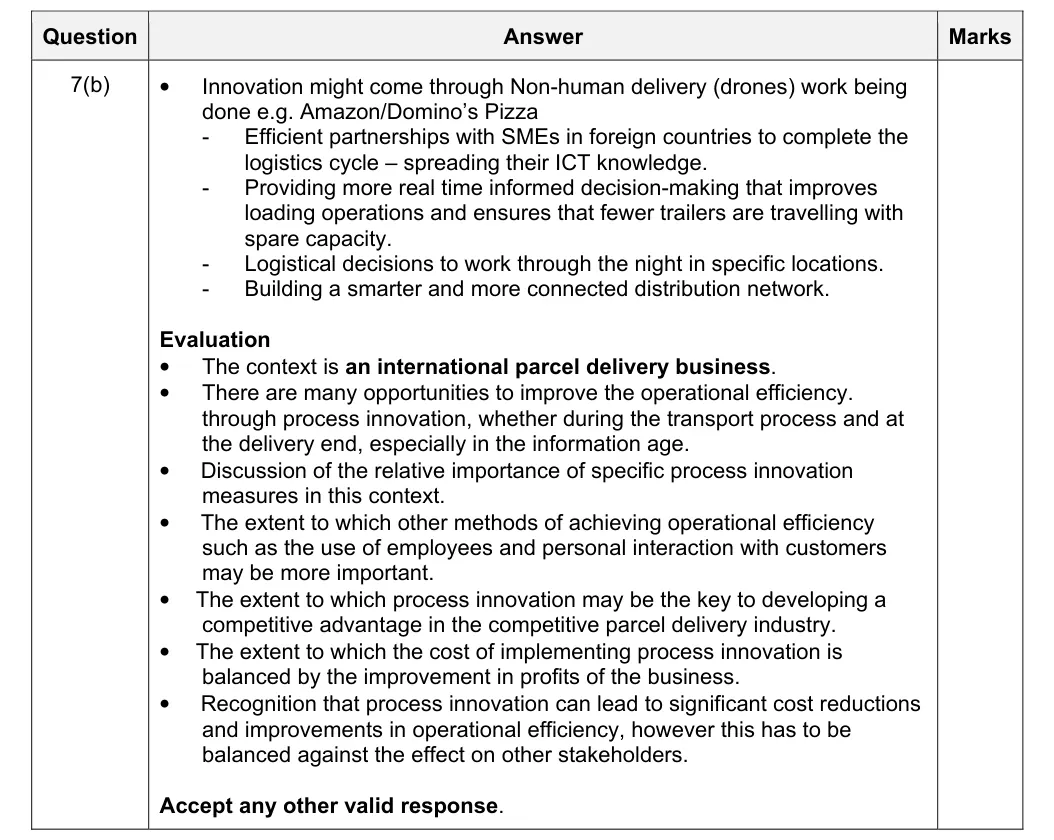 Question Answer Marks
7(b)
• Innovation might come through Non-human delivery (drones) work being
done e.g. Amazon/Domino’s Pizza
- Efficient partnerships with SMEs in foreign countries to complete the
logistics cycle – spreading their ICT knowledge.
- Providing more real time informed decision-making that improves
loading operations and ensures that fewer trailers are travelling with
spare capacity.
- Logistical decisions to work through the night in specific locations.
- Building a smarter and more connected distribution network.
Evaluation
• The context is an international parcel delivery business.
• There are many opportunities to improve the operational efficiency.
through process innovation, whether during the transport process and at
the delivery end, especially in the information age.
• Discussion of the relative importance of specific process innovation
measures in this context.
• The extent to which other methods of achieving operational efficiency
such as the use of employees and personal interaction with customers
may be more important.
• The extent to which process innovation may be the key to developing a
competitive advantage in the competitive parcel delivery industry.
• The extent to which the cost of implementing process innovation is
balanced by the improvement in profits of the business.
• Recognition that process innovation can lead to significant cost reductions
and improvements in operational efficiency, however this has to be
balanced against the effect on other stakeholders.
Accept any other valid response.